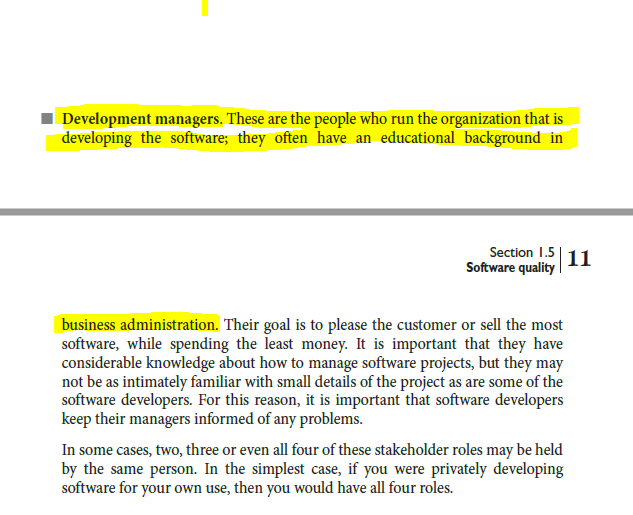 Development managers. These are the people who run the organization that is
developing the software; they often have an educational background in
Section 1.5
Software quality
11
business administration. Their goal is to please the customer or sell the most
software, while spending the least money. It is important that they have
considerable knowledge about how to manage software projects, but they may
not be as intimately familiar with small details of the project as are some of the
software developers. For this reason, it is important that software developers
keep their managers informed of any problems.
In some cases, two, three or even all four of these stakeholder roles may be held
by the same person. In the simplest case, if you were privately developing
software for your own use, then you would have all four roles.